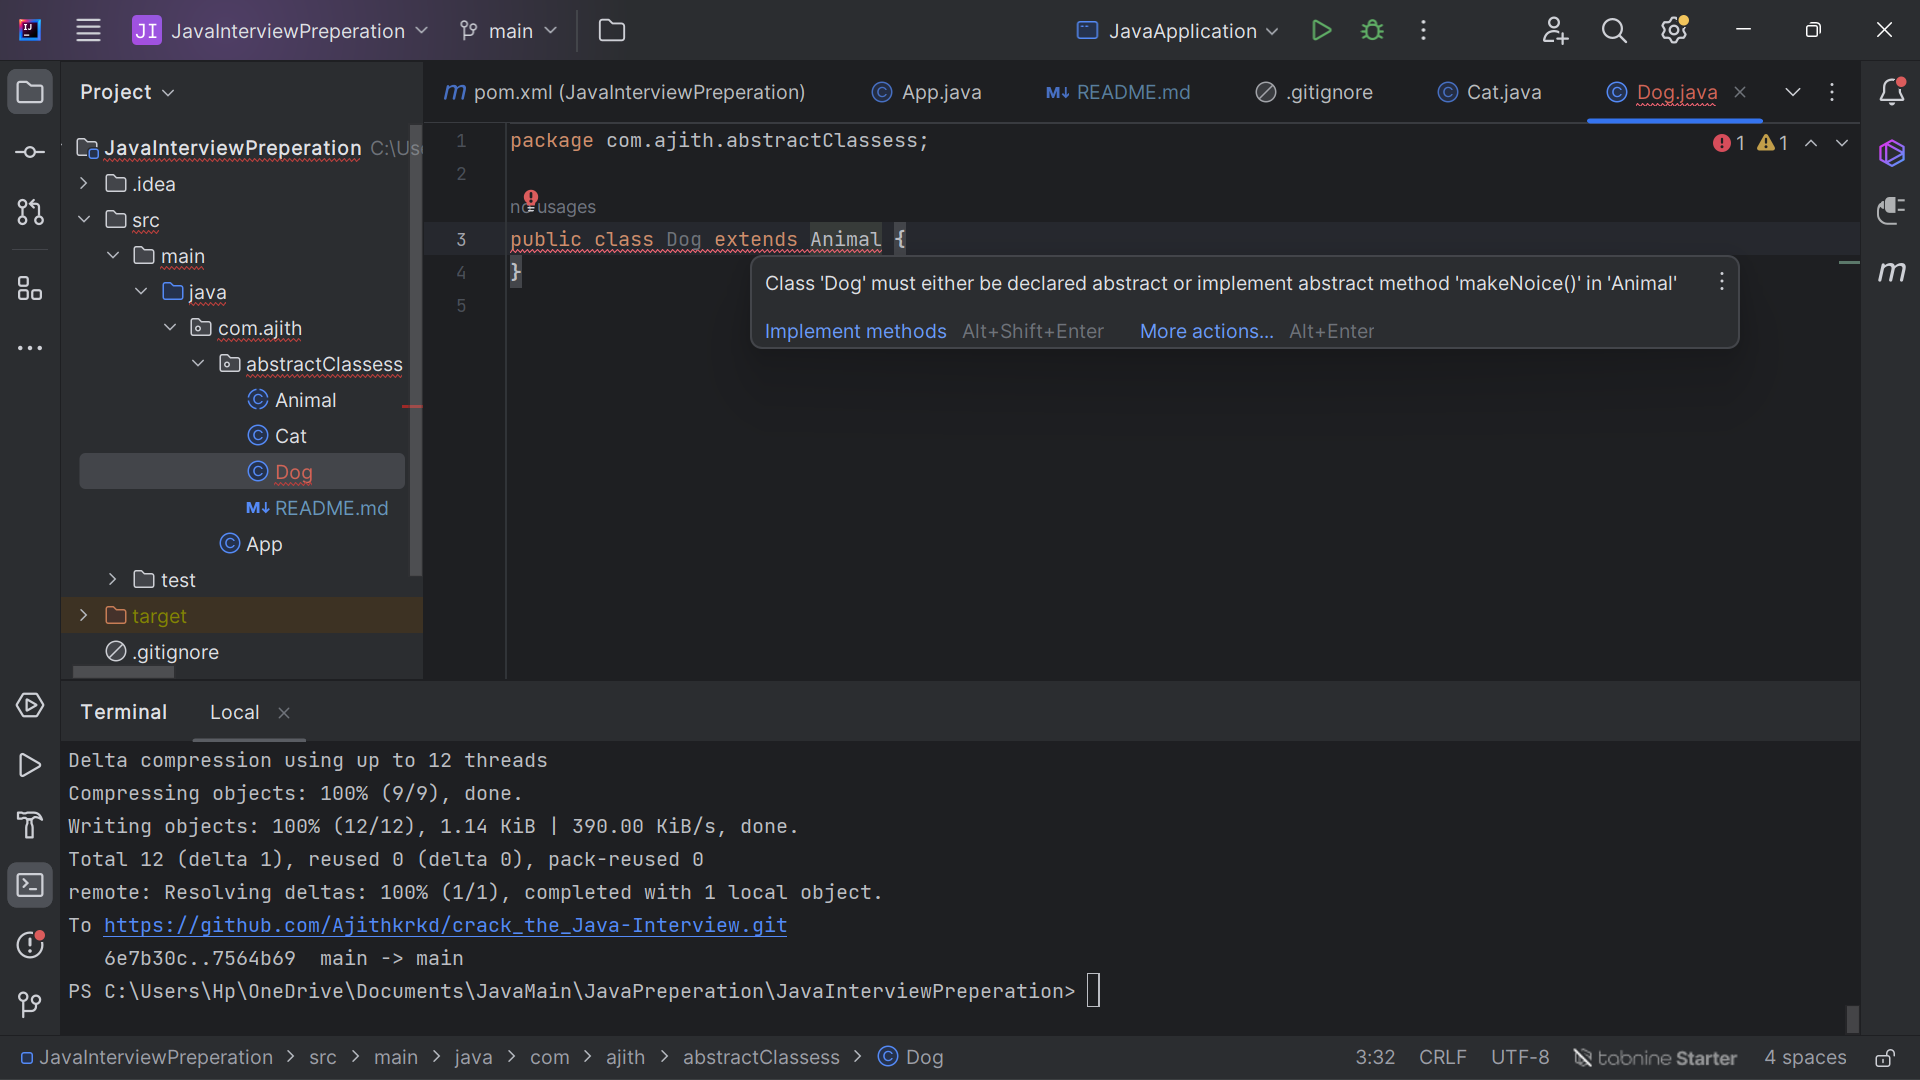 JI JavaInterviewPreperation main JavaApplication
Project
JavaInterviewPreperation C:\Use
.idea
src
main
java
com.ajith
abstractClassess
Animal
Cat
Dog
M↓ README.md
App
test
target
.gitignore
m pom.xml (JavaInterviewPreperation) App.java M↓ README.md .gitignore Cat.java Dog.java
1 package com.ajith.abstractClassess; 1 1
2
no usages
3 public class Dog extends Animal {
4 }
5
Class 'Dog' must either be declared abstract or implement abstract method 'makeNoice()' in 'Animal'
Implement methods Alt+Shift+Enter More actions... Alt+Enter
m
Terminal Local
Delta compression using up to 12 threads
Compressing objects: 100% (9/9), done.
Writing objects: 100% (12/12), 1.14 KiB | 390.00 KiB/s, done.
Total 12 (delta 1), reused 0 (delta 0), pack-reused 0
remote: Resolving deltas: 100% (1/1), completed with 1 local object.
To https://github.com/Ajithkrkd/crack_the_Java-Interview.git
6e7b30c..7564b69 main -> main
PS C:\Users\Hp\OneDrive\Documents\JavaMain\JavaPreperation\JavaInterviewPreperation>
JavaInterviewPreperation > src > main > java > com > ajith > abstractClassess > Dog 3:32 CRLF UTF-8 tabnine Starter 4 spaces